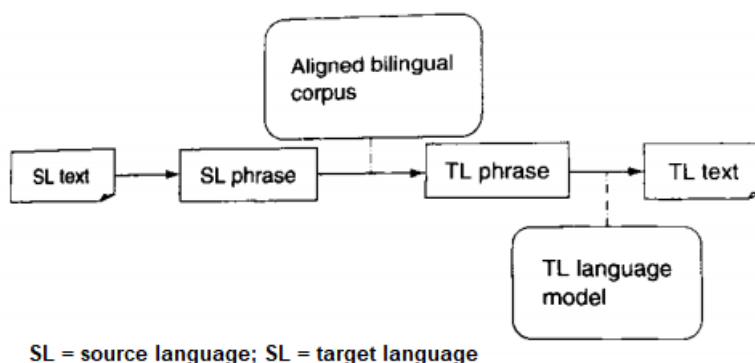 Aligned bilingual
corpus
SL text
SL phrase
TL phrase
TL text
TL language
model
SL = source language; SL = target language